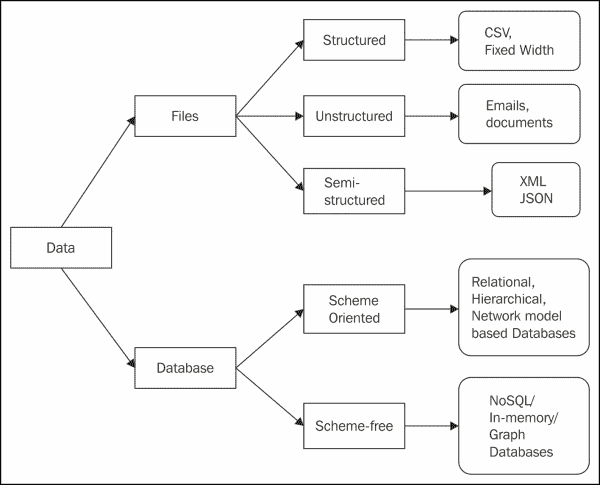 Structured
CSV,
Fixed Width
Files
Unstructured
Emails,
documents
Semi-
structured
XML
JSON
Data
Scheme
Oriented
Relational,
Hierarchical,
Network model
based Databases
Database
Scheme-free
NoSQL/
In-memory/
Graph
Databases